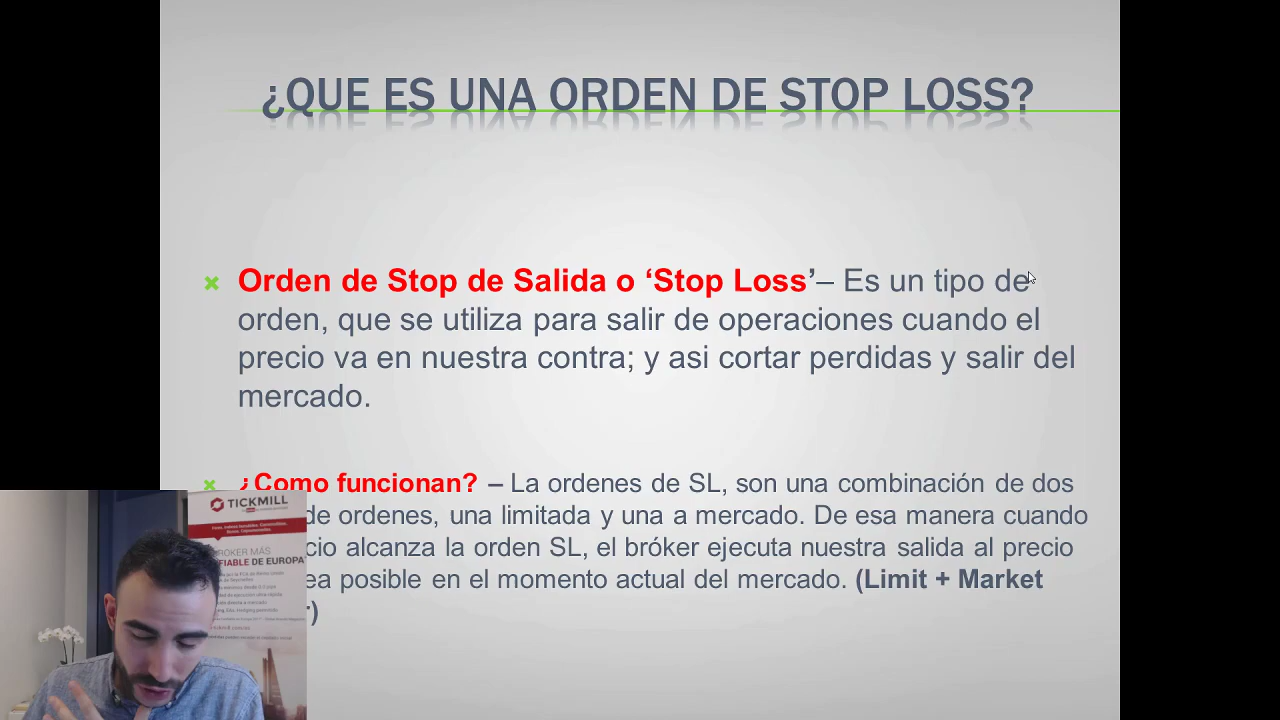 ¿QUE ES UNA ORDEN DE STOP LOSS?
Orden de Stop de Salida o ‘Stop Loss’– Es un tipo de
orden, que se utiliza para salir de operaciones cuando el
precio va en nuestra contra; y asi cortar perdidas y salir del
mercado.
¿Como funcionan? – La ordenes de SL, son una combinación de dos
de ordenes, una limitada y una a mercado. De esa manera cuando
alcanza la orden SL, el bróker ejecuta nuestra salida al precio
posible en el momento actual del mercado. (Limit + Market
TICKMILL
BRÓKER MÁS
FIABLE DE EUROPA